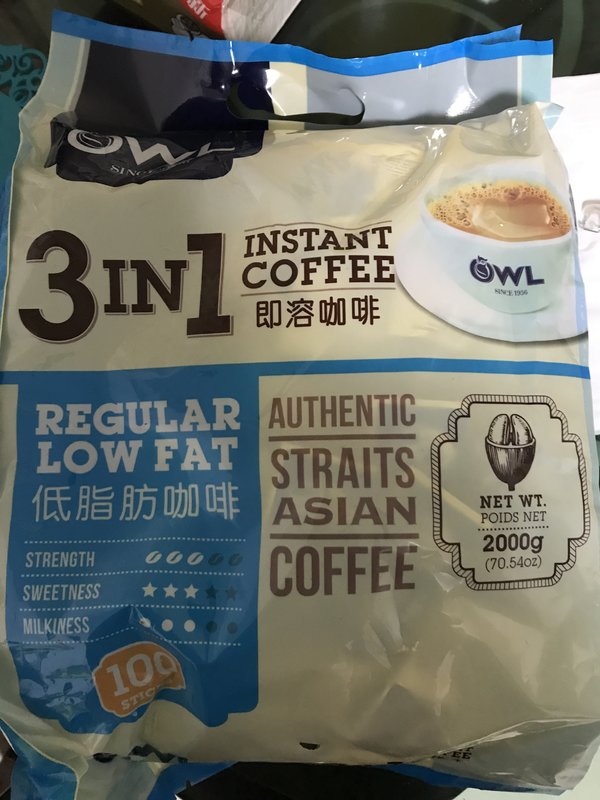 OWL
3 IN 1
INSTANT
COFFEE
即溶咖啡
OWL
SINCE 1956
REGULAR
LOW FAT
低脂肪咖啡
STRENGTH
SWEETNESS
MILKINESS
100
AUTHENTIC
STRAITS
ASIAN
COFFEE
NET WT.
POIDS NET
2000g
(70.54oz)